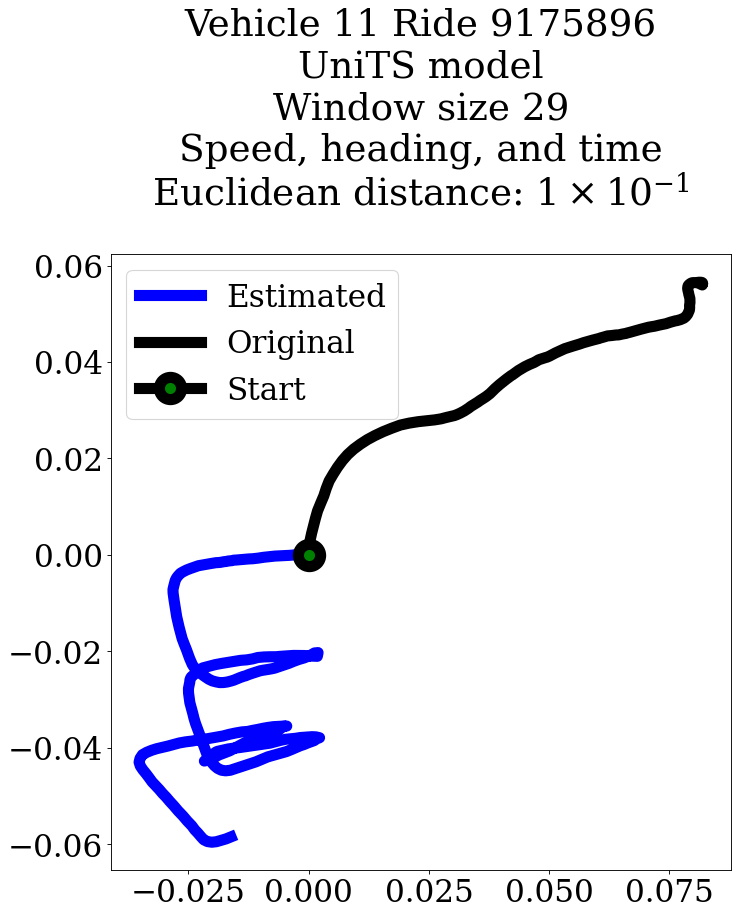 Vehicle 11 Ride 9175896
UniTS model
Window size 29
Speed, heading, and time
Euclidean distance: 1 × 10⁻¹
Estimated
Original
Start
0.06
0.04
0.02
0.00
−0.02
−0.04
−0.06
−0.025 0.000 0.025 0.050 0.075